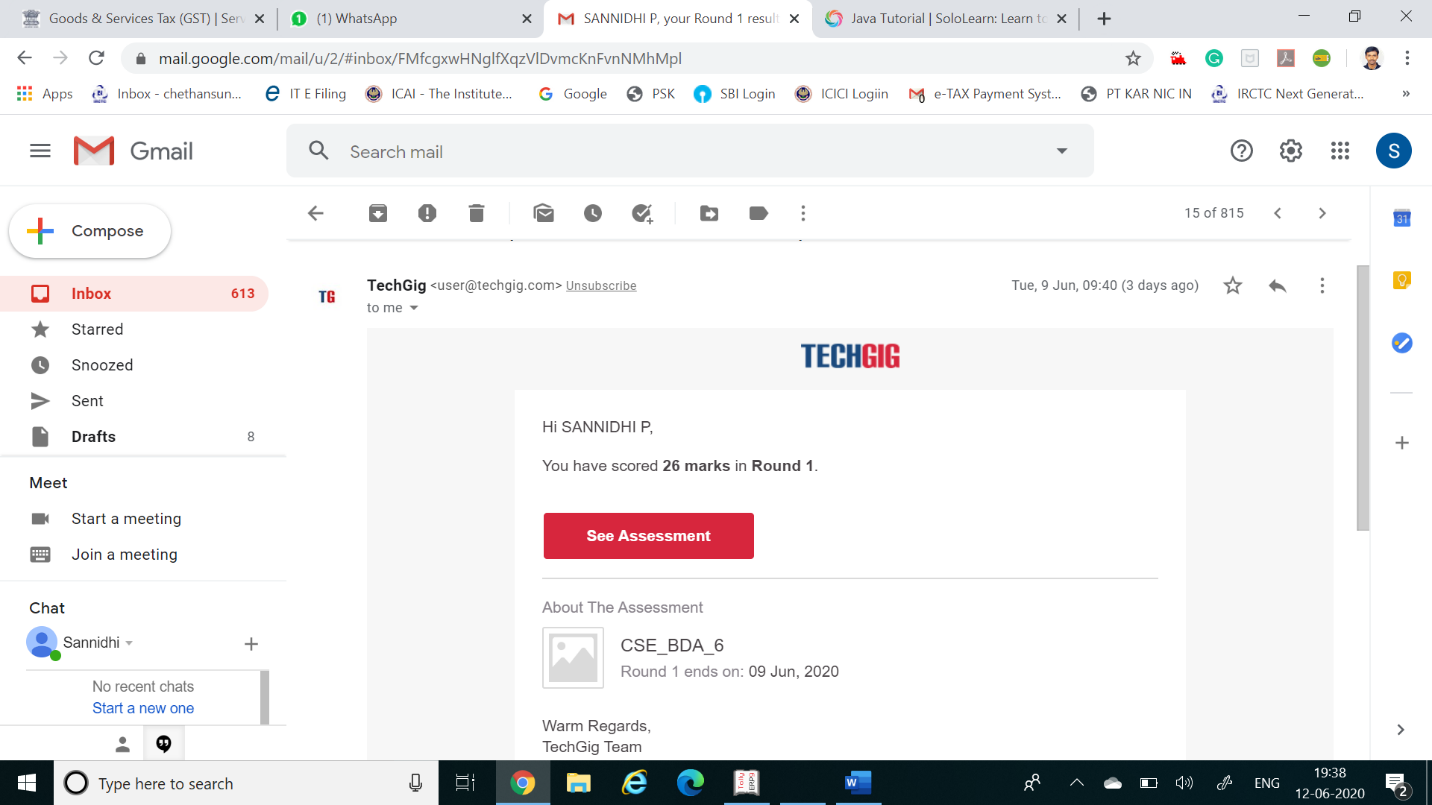 Goods & Services Tax (GST) | Serv
(1) WhatsApp
SANNIDHI P, your Round 1 result
Java Tutorial | SoloLearn: Learn to
mail.google.com/mail/u/2/#inbox/FMfcgxwHNglfXqzVlDvmcKnFvnNMhMpl
Apps
Inbox - chethansun...
IT E Filing
ICAI - The Institute...
Google
PSK
SBI Login
ICICI Logiin
e-TAX Payment Syst...
PT KAR NIC IN
IRCTC Next Generat...
»
Gmail
Search mail
S
Compose
15 of 815
31
Inbox 613
Starred
Snoozed
Sent
Drafts 8
Meet
Start a meeting
Join a meeting
Chat
Sannidhi
No recent chats
Start a new one
TG
TechGig <user@techgig.com> Unsubscribe
Tue, 9 Jun, 09:40 (3 days ago)
to me
TECHGIG
Hi SANNIDHI P,
You have scored 26 marks in Round 1.
See Assessment
About The Assessment
CSE_BDA_6
Round 1 ends on: 09 Jun, 2020
Warm Regards,
TechGig Team
Type here to search
ENG
19:38
12-06-2020
2